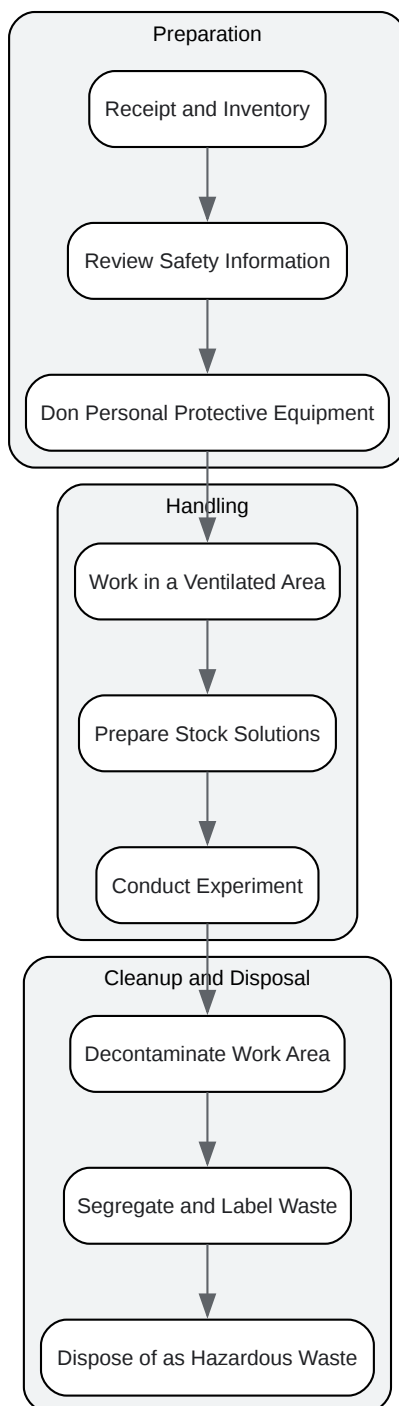 Preparation
Receipt and Inventory
Review Safety Information
Don Personal Protective Equipment
Handling
Work in a Ventilated Area
Prepare Stock Solutions
Conduct Experiment
Cleanup and Disposal
Decontaminate Work Area
Segregate and Label Waste
Dispose of as Hazardous Waste